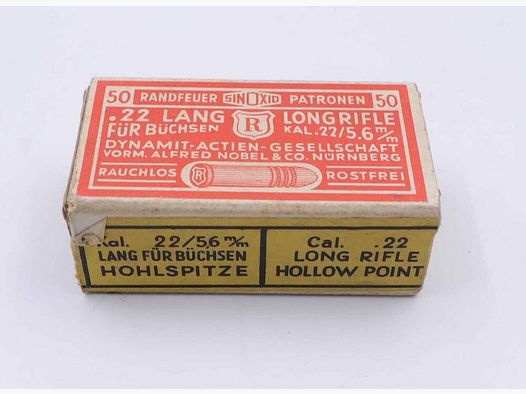 50 RANDFEUER SINOXID PATRONEN 50
.22 LANG R LONG RIFLE
FÜR BÜCHSEN KAL. .22/5,6 m/m
DYNAMIT-ACTIEN-GESELLSCHAFT
VORM. ALFRED NOBEL & CO. NÜRNBERG
RAUCHLOS R ROSTFREI
Kal. 22/5,6 m/m
LANG FÜR BÜCHSEN
HOHLSPITZE
Cal. .22
LONG RIFLE
HOLLOW POINT